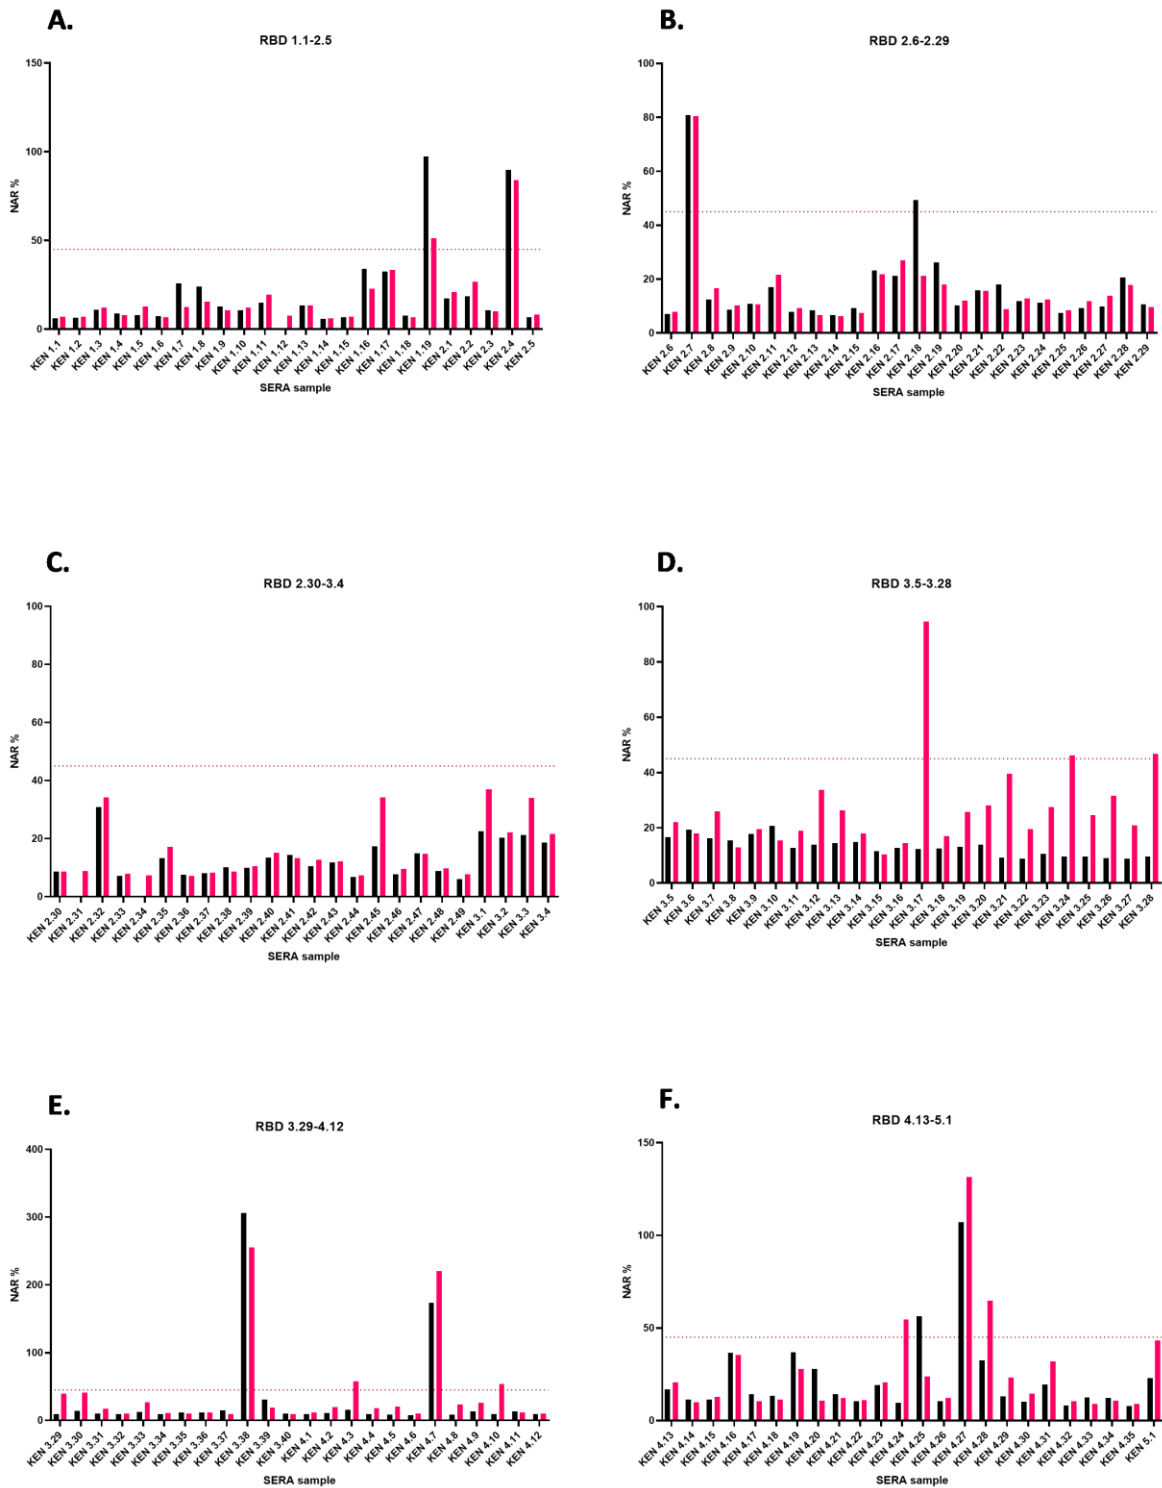 A.
RBD 1.1-2.5
150
100
50
0
NAR %
KEN 1.1
KEN 1.2
KEN 1.3
KEN 1.4
KEN 1.5
KEN 1.6
KEN 1.7
KEN 1.8
KEN 1.9
KEN 1.10
KEN 1.11
KEN 1.12
KEN 1.13
KEN 1.14
KEN 1.15
KEN 1.16
KEN 1.17
KEN 1.18
KEN 1.19
KEN 2.1
KEN 2.2
KEN 2.3
KEN 2.4
KEN 2.5
SERA sample
B.
RBD 2.6-2.29
100
80
60
40
20
0
NAR %
KEN 2.6
KEN 2.7
KEN 2.8
KEN 2.9
KEN 2.10
KEN 2.11
KEN 2.12
KEN 2.13
KEN 2.14
KEN 2.15
KEN 2.16
KEN 2.17
KEN 2.18
KEN 2.19
KEN 2.20
KEN 2.21
KEN 2.22
KEN 2.23
KEN 2.24
KEN 2.25
KEN 2.26
KEN 2.27
KEN 2.28
KEN 2.29
SERA sample
C.
RBD 2.30-3.4
100
80
60
40
20
0
NAR %
KEN 2.30
KEN 2.31
KEN 2.32
KEN 2.33
KEN 2.34
KEN 2.35
KEN 2.36
KEN 2.37
KEN 2.38
KEN 2.39
KEN 2.40
KEN 2.41
KEN 2.42
KEN 2.43
KEN 2.44
KEN 2.45
KEN 2.46
KEN 2.47
KEN 2.48
KEN 2.49
KEN 3.1
KEN 3.2
KEN 3.3
KEN 3.4
SERA sample
D.
RBD 3.5-3.28
100
80
60
40
20
0
NAR %
KEN 3.5
KEN 3.6
KEN 3.7
KEN 3.8
KEN 3.9
KEN 3.10
KEN 3.11
KEN 3.12
KEN 3.13
KEN 3.14
KEN 3.15
KEN 3.16
KEN 3.17
KEN 3.18
KEN 3.19
KEN 3.20
KEN 3.21
KEN 3.22
KEN 3.23
KEN 3.24
KEN 3.25
KEN 3.26
KEN 3.27
KEN 3.28
SERA sample
E.
RBD 3.29-4.12
400
300
200
100
0
NAR %
KEN 3.29
KEN 3.30
KEN 3.31
KEN 3.32
KEN 3.33
KEN 3.34
KEN 3.35
KEN 3.36
KEN 3.37
KEN 3.38
KEN 3.39
KEN 3.40
KEN 4.1
KEN 4.2
KEN 4.3
KEN 4.4
KEN 4.5
KEN 4.6
KEN 4.7
KEN 4.8
KEN 4.9
KEN 4.10
KEN 4.11
KEN 4.12
SERA sample
F.
RBD 4.13-5.1
150
100
50
0
NAR %
KEN 4.13
KEN 4.14
KEN 4.15
KEN 4.16
KEN 4.17
KEN 4.18
KEN 4.19
KEN 4.20
KEN 4.21
KEN 4.22
KEN 4.23
KEN 4.24
KEN 4.25
KEN 4.26
KEN 4.27
KEN 4.28
KEN 4.29
KEN 4.30
KEN 4.31
KEN 4.32
KEN 4.33
KEN 4.34
KEN 4.35
KEN 5.1
SERA sample